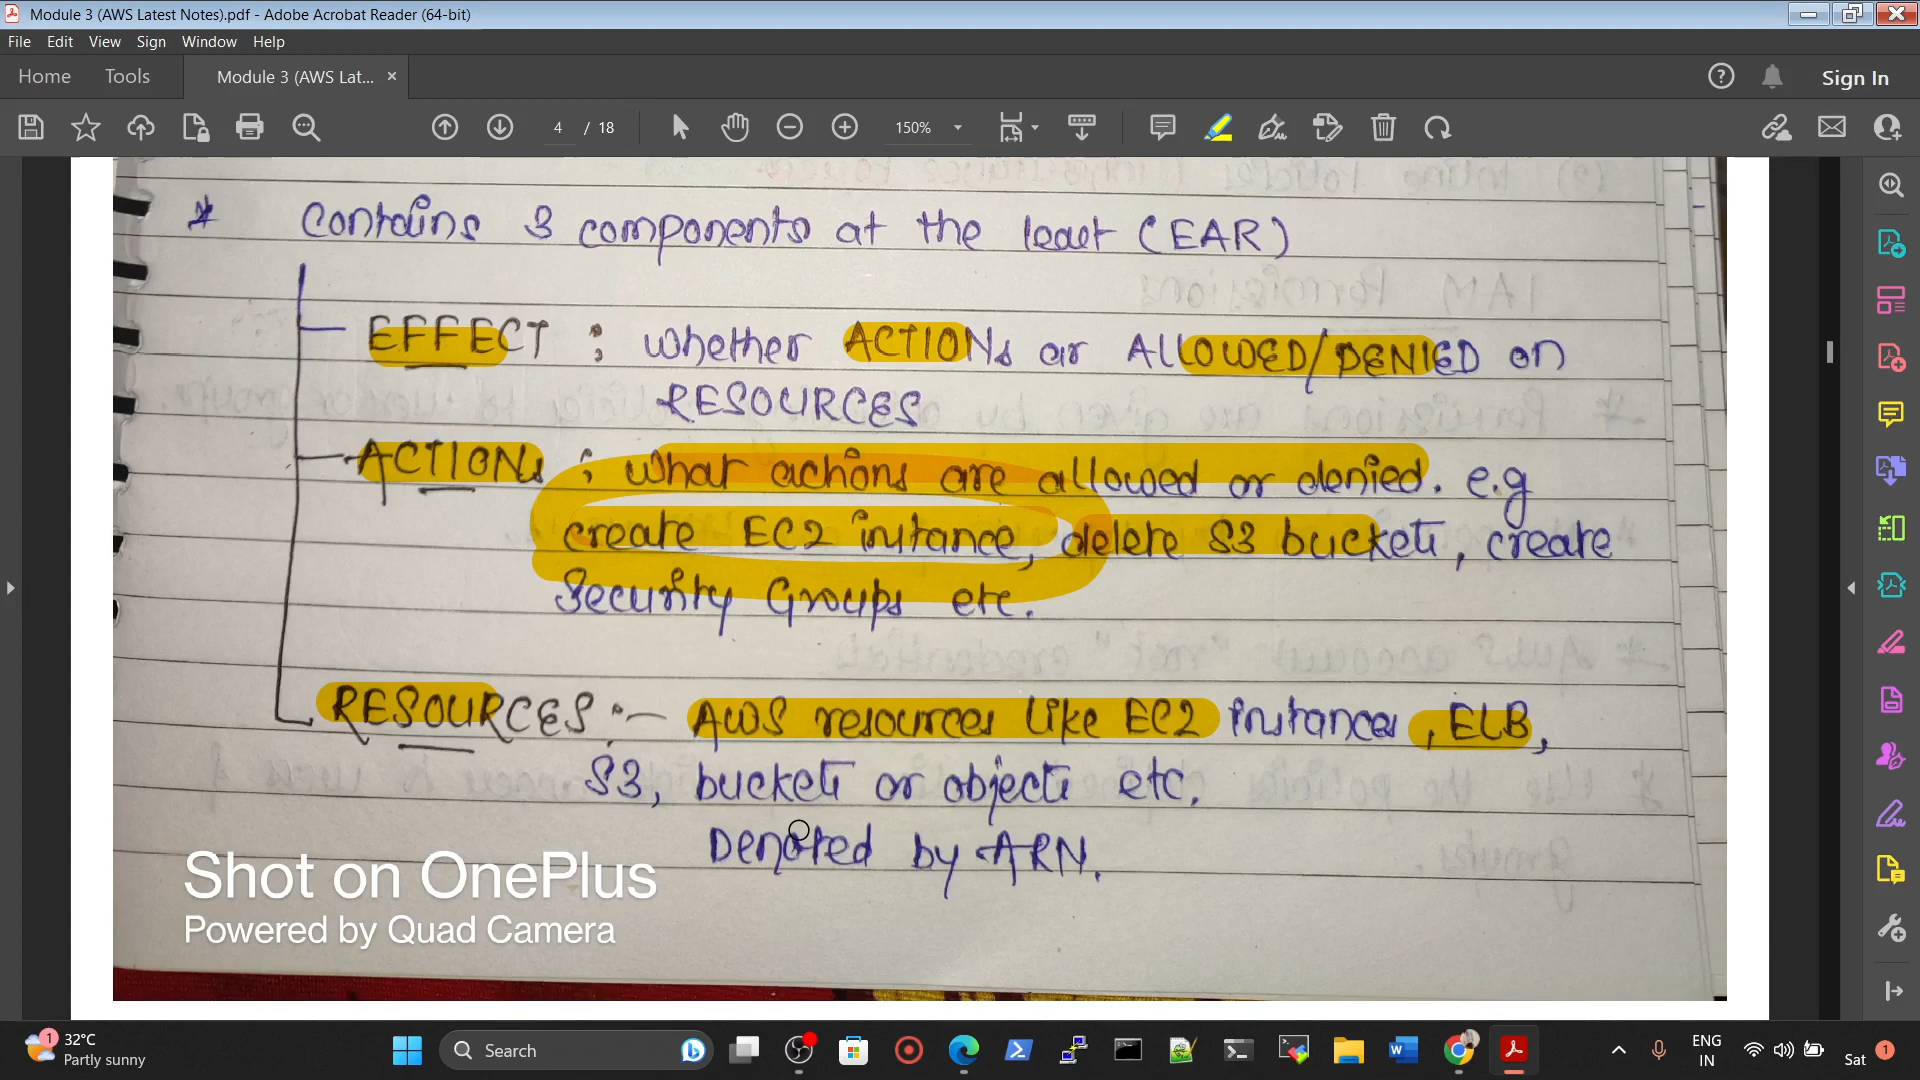 Module 3 (AWS Latest Notes).pdf - Adobe Acrobat Reader (64-bit)
File Edit View Sign Window Help
Home Tools Module 3 (AWS Lat... × Sign In
4 / 18 150%
* Contains 3 components at the least (EAR)
EFFECT : Whether ACTIONs ar ALLOWED/DENIED on
RESOURCES
ACTIONs : What actions are allowed or denied. e.g
create EC2 instance, delete S3 buckets, create
Security Groups etc.
RESOURCES :- AWS resources like EC2 instances, ELB,
S3, buckets or objects etc.
Denoted by ARN.
Shot on OnePlus
Powered by Quad Camera
1 32°C
Partly sunny
Search
ENG
IN
Sat 1